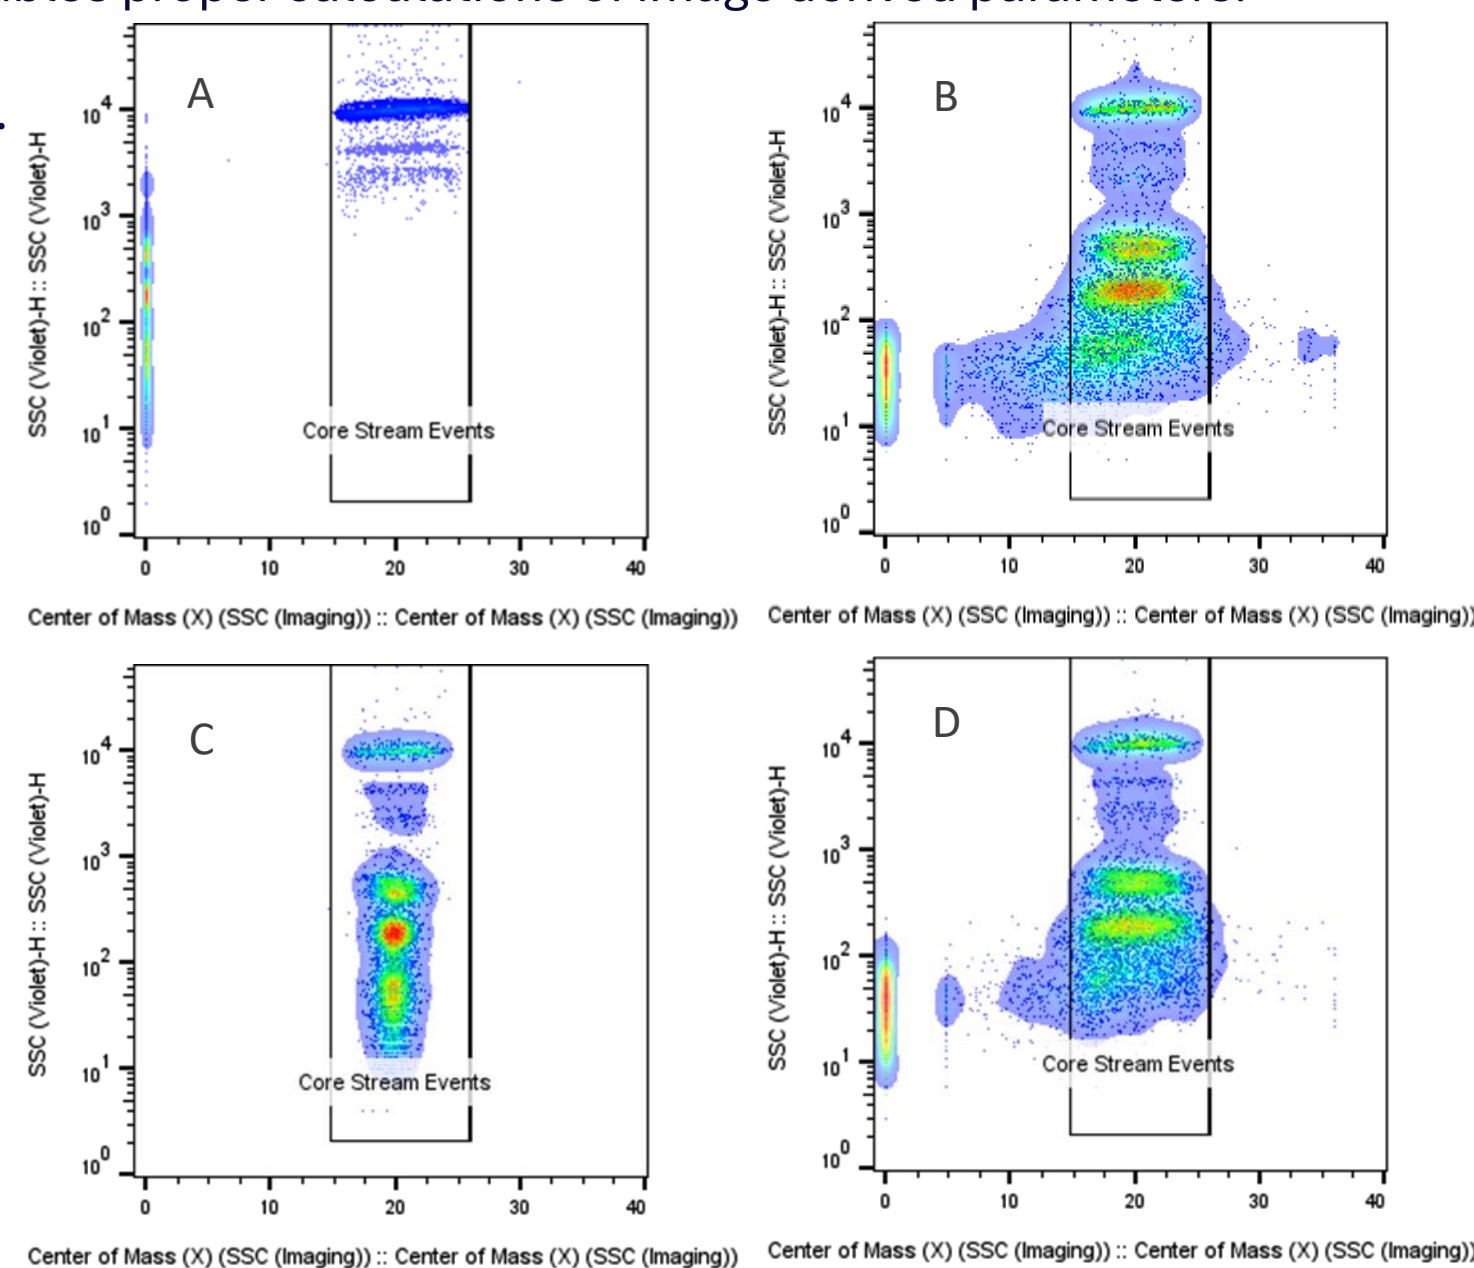 proper calculations of image derived parameters.
A
B
10^4
10^3
10^2
10^1
10^0
SSC (Violet)-H :: SSC (Violet)-H
Core Stream Events
0 10 20 30 40
Center of Mass (X) (SSC (Imaging)) :: Center of Mass (X) (SSC (Imaging))
10^4
10^3
10^2
10^1
10^0
SSC (Violet)-H :: SSC (Violet)-H
Core Stream Events
0 10 20 30 40
Center of Mass (X) (SSC (Imaging)) :: Center of Mass (X) (SSC (Imaging))
C
D
10^4
10^3
10^2
10^1
10^0
SSC (Violet)-H :: SSC (Violet)-H
Core Stream Events
0 10 20 30 40
Center of Mass (X) (SSC (Imaging)) :: Center of Mass (X) (SSC (Imaging))
10^4
10^3
10^2
10^1
10^0
SSC (Violet)-H :: SSC (Violet)-H
Core Stream Events
0 10 20 30 40
Center of Mass (X) (SSC (Imaging)) :: Center of Mass (X) (SSC (Imaging))